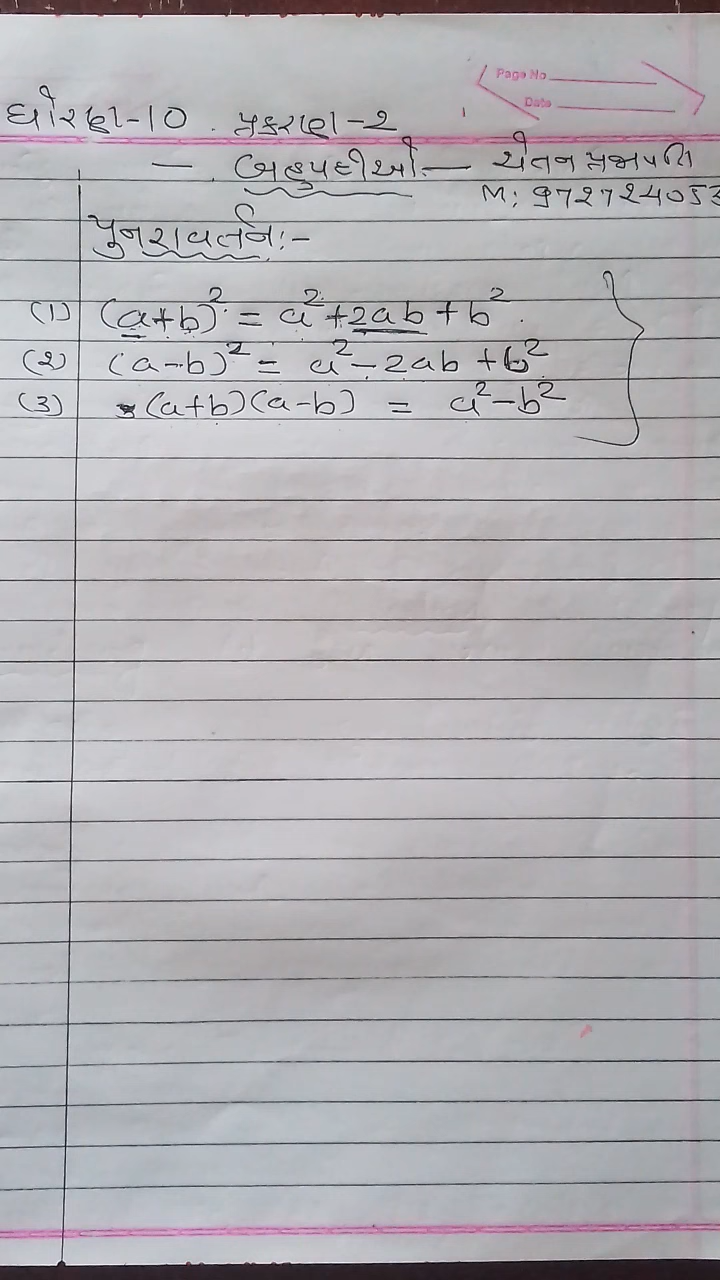 Page No
Date
ધોરણ-10. પ્રકરણ-2
— બહુપદીઓ — ચેતન પ્રજાપતિ
M: 972724053
પુનરાવર્તન:-
(1) (a+b)² = a²+2ab+b².
(2) (a-b)² = a²-2ab+b²
(3) (a+b)(a-b) = a²-b²